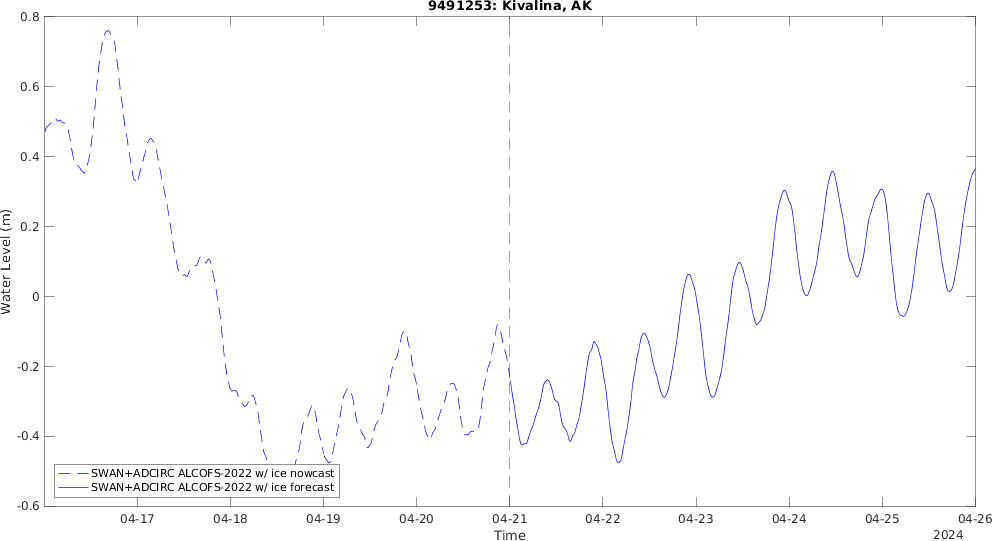 9491253: Kivalina, AK
0.8
0.6
0.4
0.2
0
-0.2
-0.4
-0.6
Water Level (m)
SWAN+ADCIRC ALCOFS-2022 w/ ice nowcast
SWAN+ADCIRC ALCOFS-2022 w/ ice forecast
04-17 04-18 04-19 04-20 04-21 04-22 04-23 04-24 04-25 04-26
Time
2024